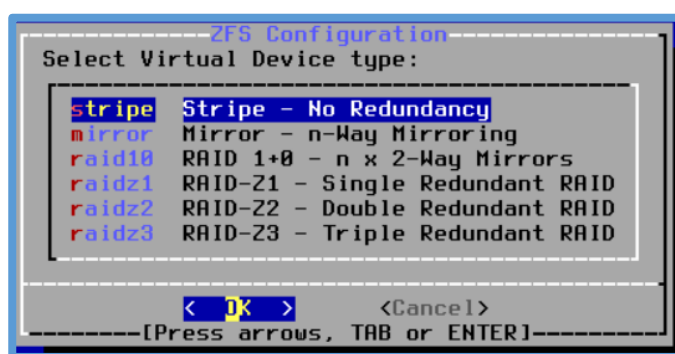 ZFS Configuration
Select Virtual Device type:
stripe Stripe - No Redundancy
mirror Mirror - n-Way Mirroring
raid10 RAID 1+0 - n x 2-Way Mirrors
raidz1 RAID-Z1 - Single Redundant RAID
raidz2 RAID-Z2 - Double Redundant RAID
raidz3 RAID-Z3 - Triple Redundant RAID
< OK > <Cancel>
[Press arrows, TAB or ENTER]